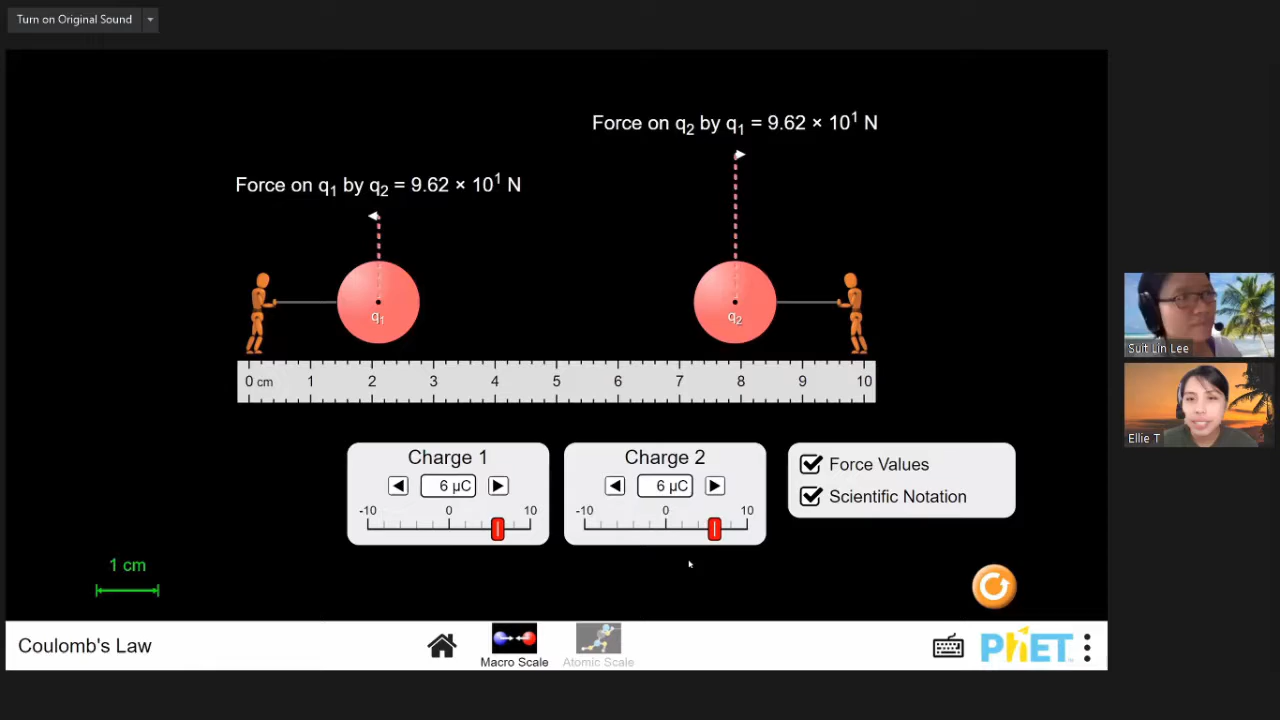 Turn on Original Sound
Force on q₂ by q₁ = 9.62 × 10¹ N
Force on q₁ by q₂ = 9.62 × 10¹ N
q₁
q₂
0 cm 1 2 3 4 5 6 7 8 9 10
Suit Lin Lee
Ellie T
Charge 1
6 µC
-10 0 10
Charge 2
6 µC
-10 0 10
Force Values
Scientific Notation
1 cm
Coulomb's Law
Macro Scale
Atomic Scale
PhET